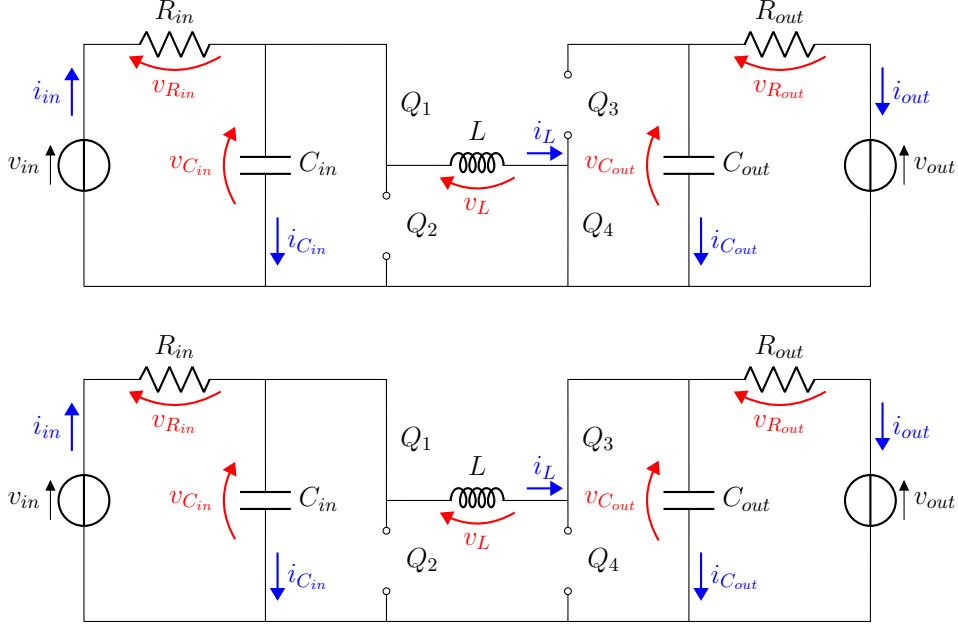 R_in R_out
v_R_in v_R_out
i_in i_out
Q_1 Q_3
L i_L
v_in v_C_in C_in v_C_out C_out v_out
v_L
Q_2 Q_4
i_C_in i_C_out
R_in R_out
v_R_in v_R_out
i_in i_out
Q_1 Q_3
L i_L
v_in v_C_in C_in v_C_out C_out v_out
v_L
Q_2 Q_4
i_C_in i_C_out